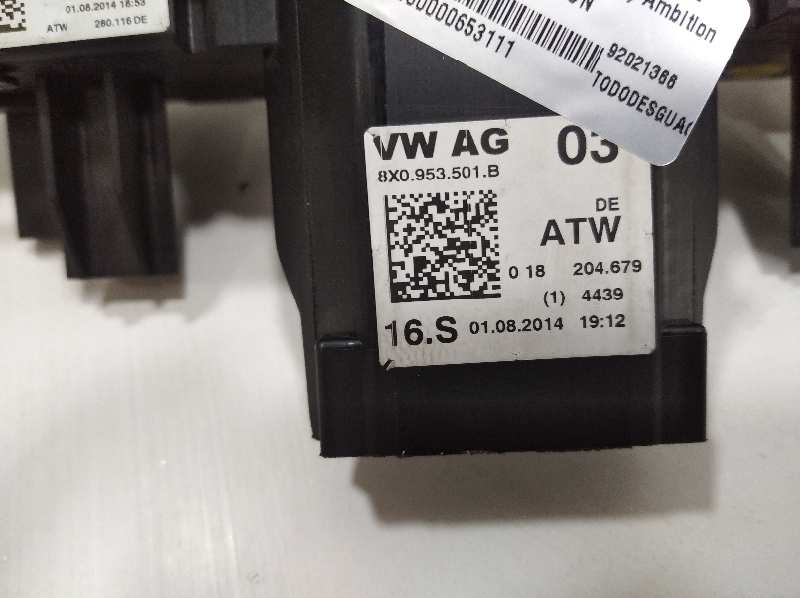 01.08.2014 18:53
ATW 280.116 DE
Ambition
92021366
TODODESGUAC
VW AG 03
8X0.953.501.B
DE
ATW
0 18 204.679
(1) 4439
16.S 01.08.2014 19:12